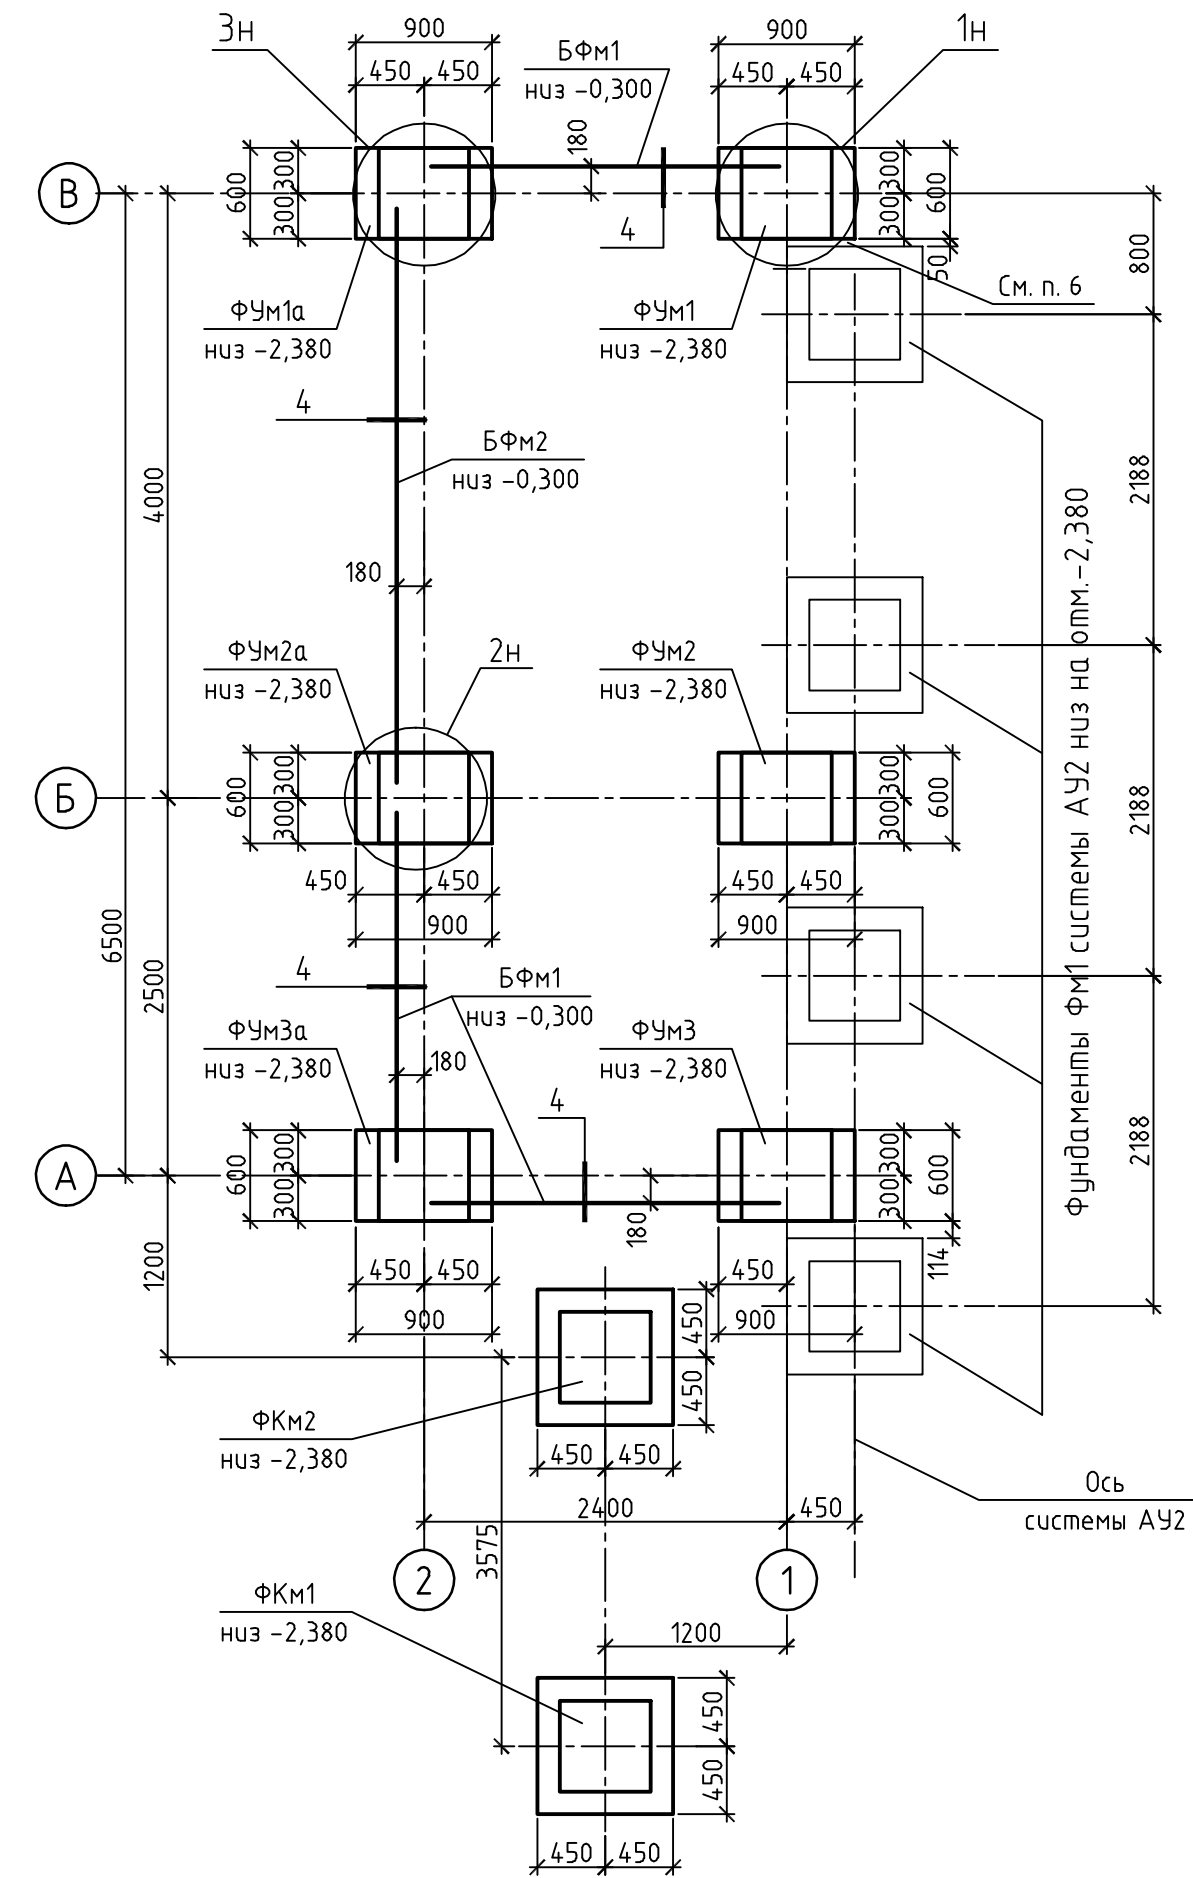 3н
900
БФм1
900
1н
450
450
низ -0,300
450
450
180
600
300
300
В
4
300
300
600
800
50
См. п. 6
ФУм1а
низ -2,380
ФУм1
низ -2,380
4
БФм2
низ -0,300
4000
2188
180
ФУм2а
низ -2,380
2н
ФУм2
низ -2,380
Фундаменты Фм1 системы АУ2 низ на отм.-2,380
Б
600
300
300
300
300
600
2188
450
450
450
450
900
900
6500
2500
4
БФм1
низ -0,300
ФУм3а
низ -2,380
180
ФУм3
низ -2,380
4
2188
А
600
300
300
300
300
600
180
114
1200
450
450
900
450
900
450
450
ФКм2
низ -2,380
450
450
2400
450
Ось
системы АУ2
3575
2
1
ФКм1
низ -2,380
1200
450
450
450
450